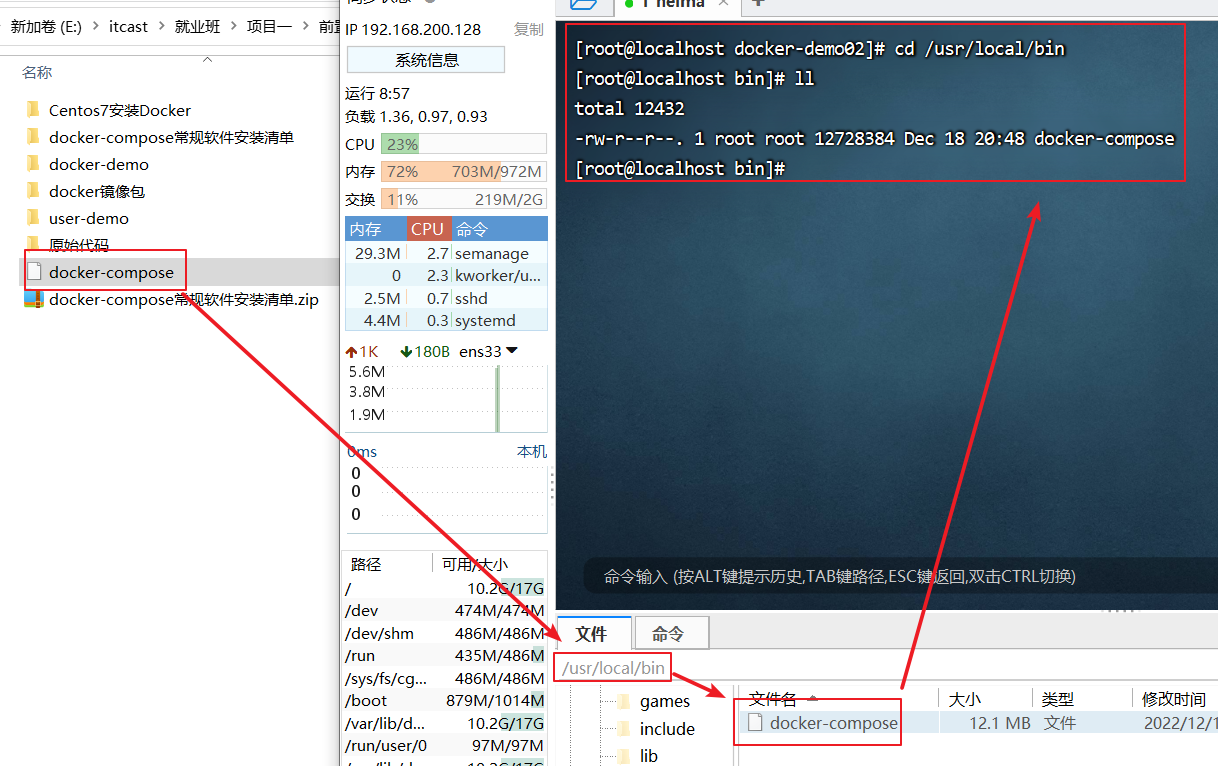 新加卷 (E:) > itcast > 就业班 > 项目一 > 前置
名称
Centos7安装Docker
docker-compose常规软件安装清单
docker-demo
docker镜像包
user-demo
原始代码
docker-compose
docker-compose常规软件安装清单.zip
IP 192.168.200.128 复制
系统信息
运行 8:57
负载 1.36, 0.97, 0.93
CPU 23%
内存 72% 703M/972M
交换 11% 219M/2G
内存 CPU 命令
29.3M 2.7 semanage
0 2.3 kworker/u...
2.5M 0.7 sshd
4.4M 0.3 systemd
1K 180B ens33
5.6M
3.8M
1.9M
0ms 本机
0
0
0
路径 可用/大小
/ 10.2G/17G
/dev 474M/474M
/dev/shm 486M/486M
/run 435M/486M
/sys/fs/cg... 486M/486M
/boot 879M/1014M
/var/lib/d... 10.2G/17G
/run/user/0 97M/97M
1 heima
[root@localhost docker-demo02]# cd /usr/local/bin
[root@localhost bin]# ll
total 12432
-rw-r--r--. 1 root root 12728384 Dec 18 20:48 docker-compose
[root@localhost bin]#
命令输入 (按ALT键提示历史,TAB键路径,ESC键返回,双击CTRL切换)
文件 命令
/usr/local/bin
games
include
lib
文件名 大小 类型 修改时间
docker-compose 12.1 MB 文件 2022/12/1